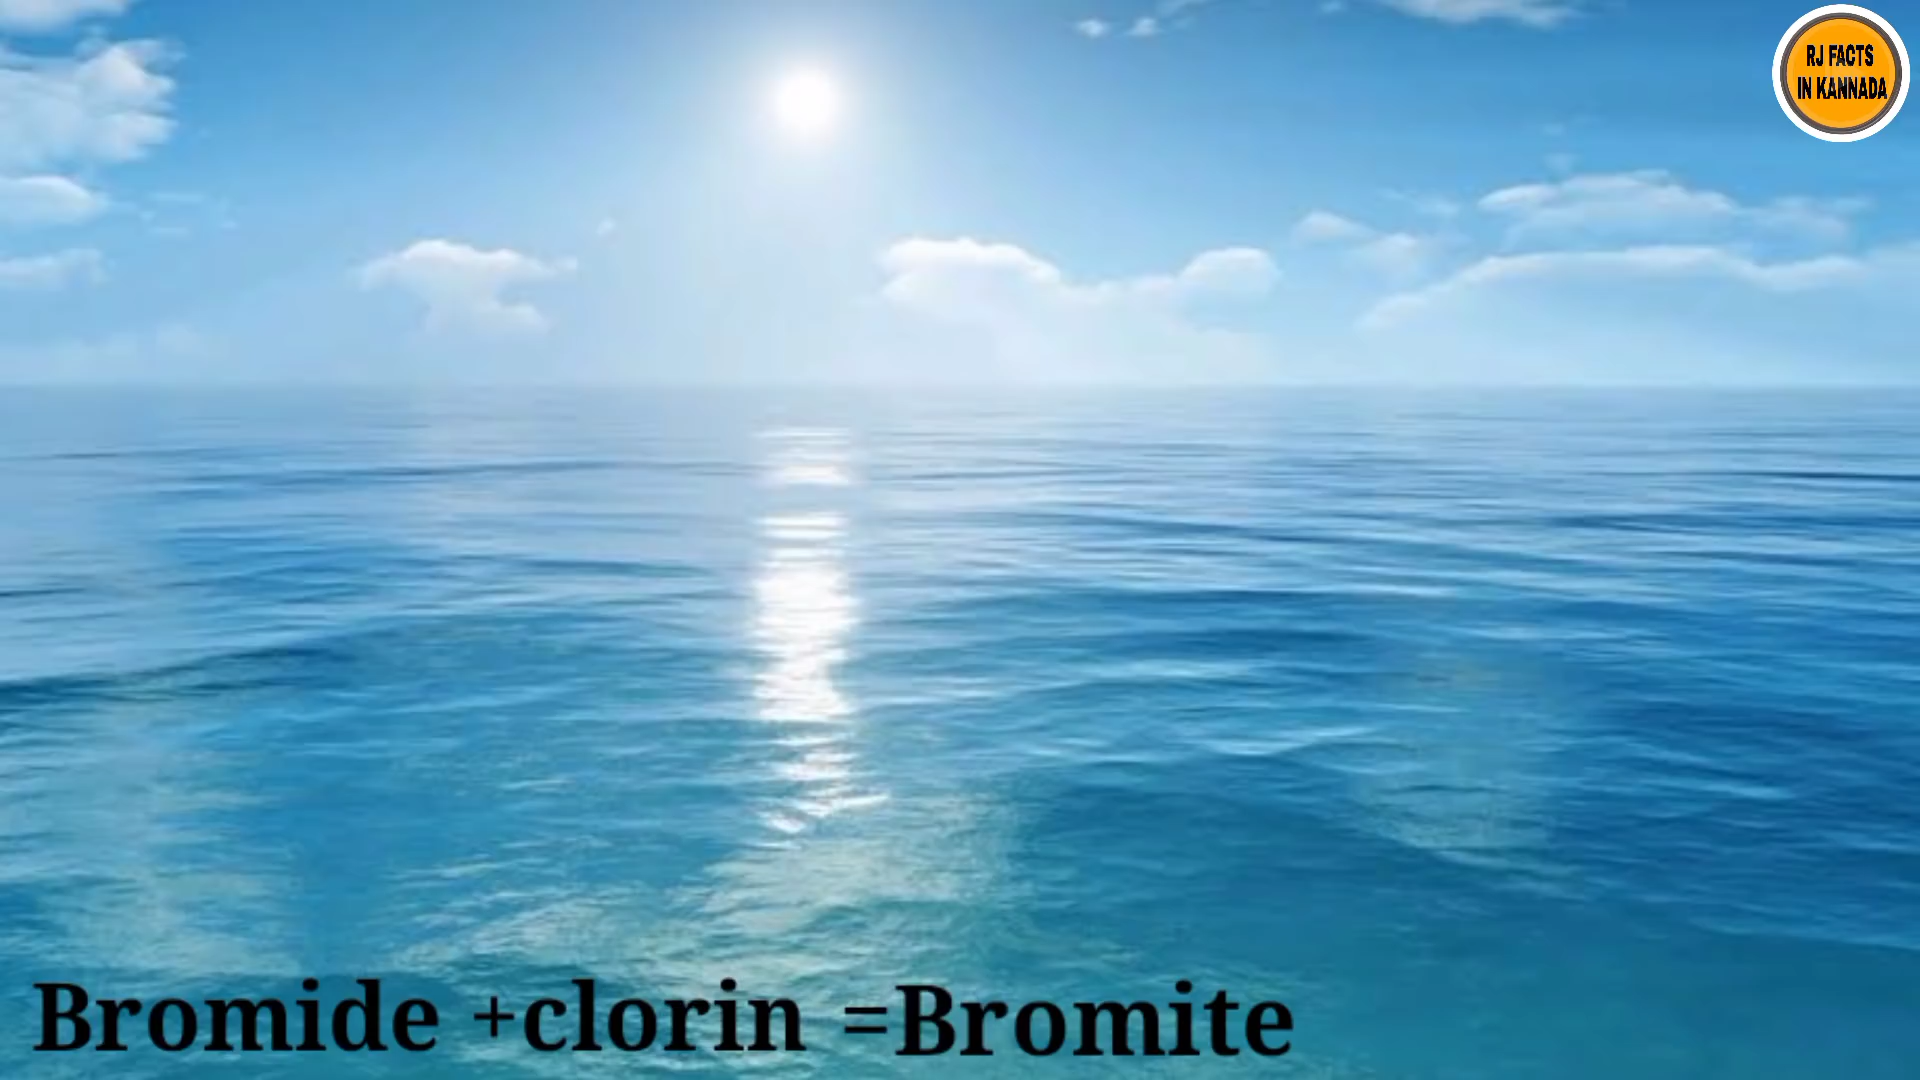 RJ FACTS
IN KANNADA
Bromide +clorin =Bromite